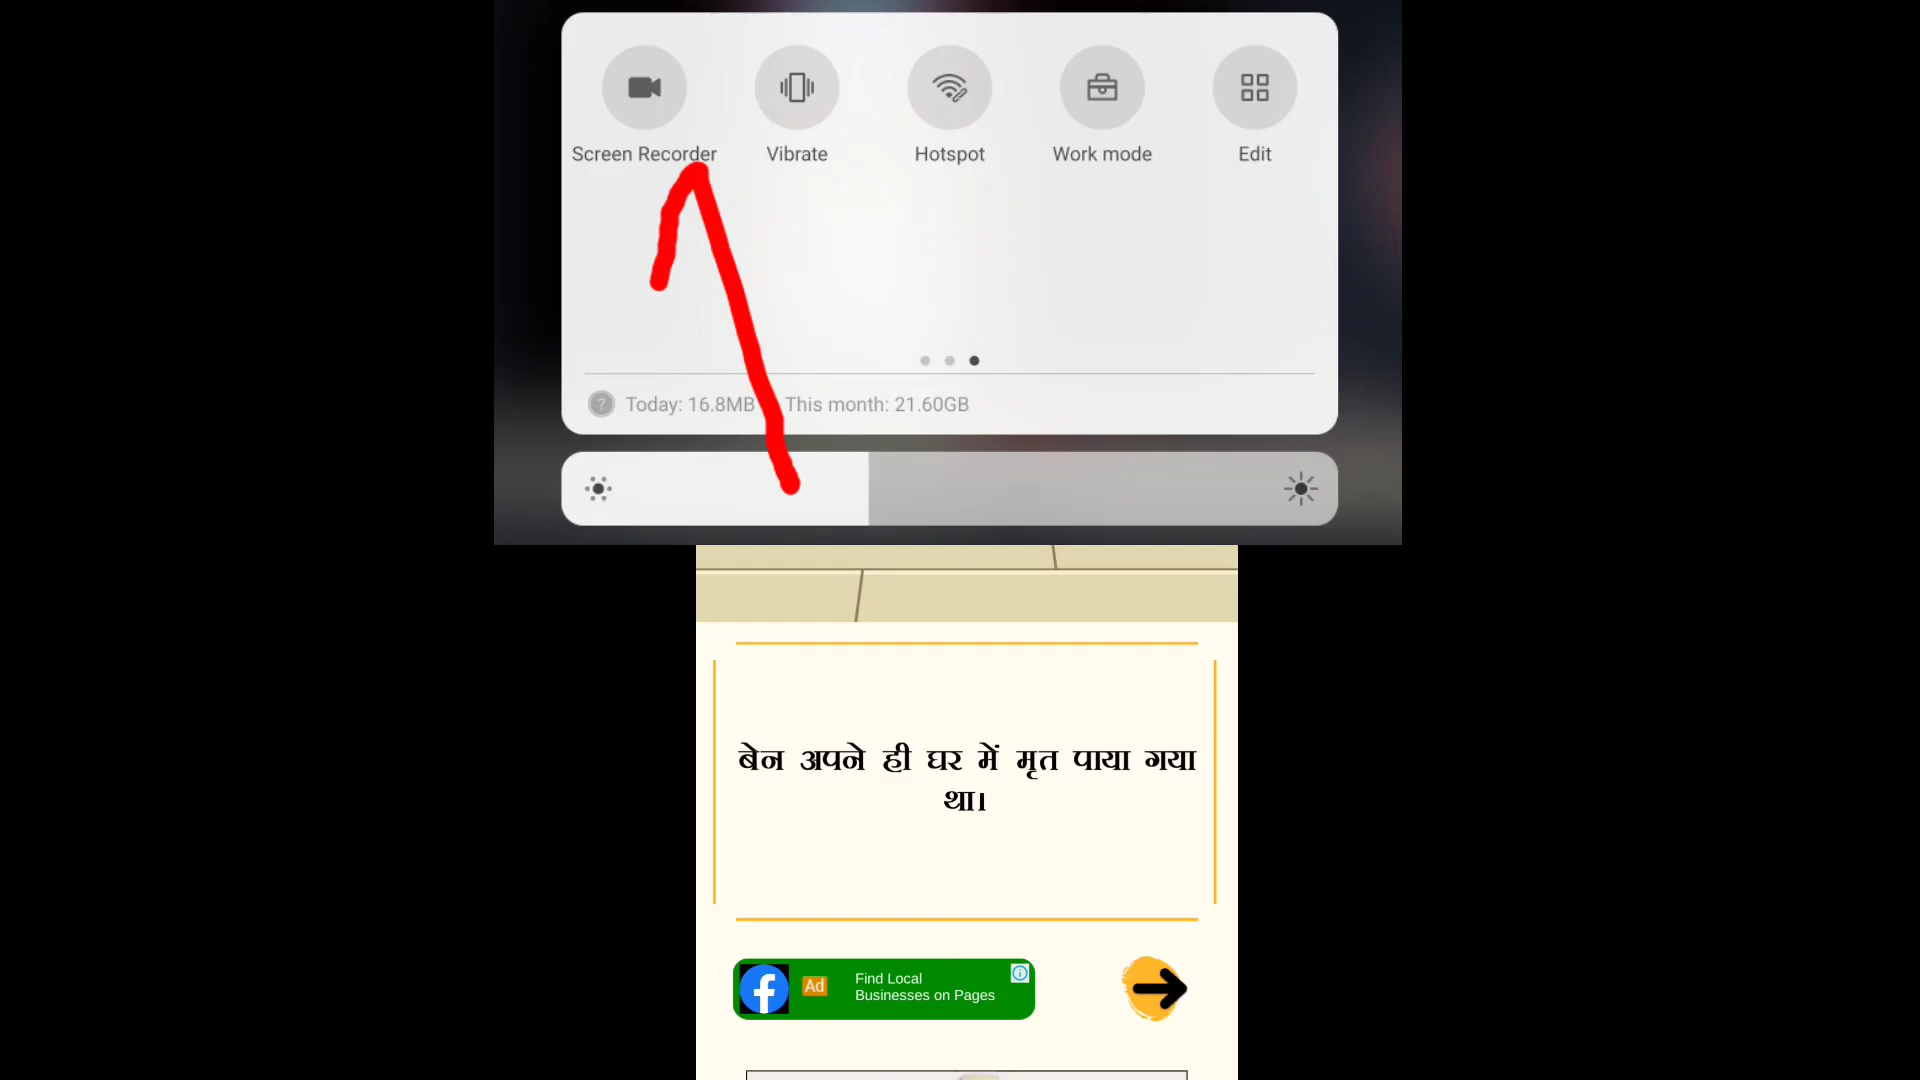 Screen Recorder Vibrate Hotspot Work mode Edit
Today: 16.8MB This month: 21.60GB
बेन अपने ही घर में मृत पाया गया
था।
Ad
Find Local
Businesses on Pages